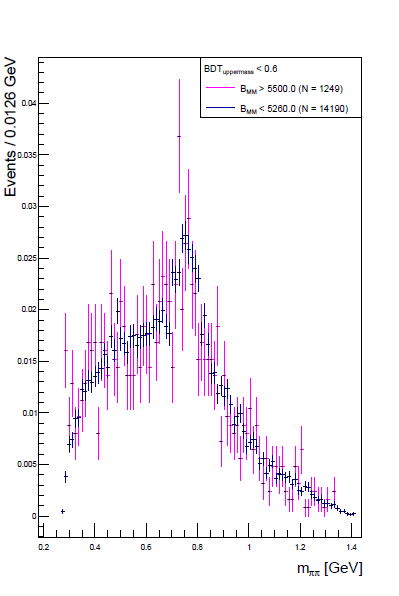 Events / 0.0126 GeV
BDT_uppermass < 0.6
B_MM > 5500.0 (N = 1249)
B_MM < 5260.0 (N = 14190)
0.04
0.035
0.03
0.025
0.02
0.015
0.01
0.005
0
0.2 0.4 0.6 0.8 1 1.2 1.4
m_ππ [GeV]